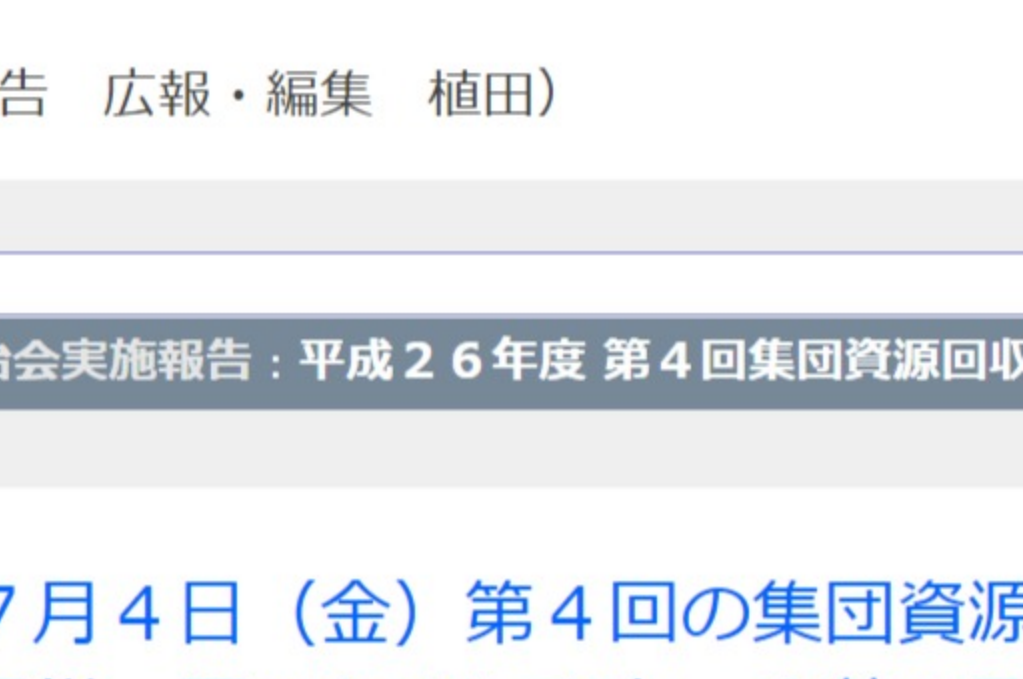 告　広報・編集　植田）
会実施報告：平成２６年度 第４回集団資源回収
７月４日（金）第４回の集団資源